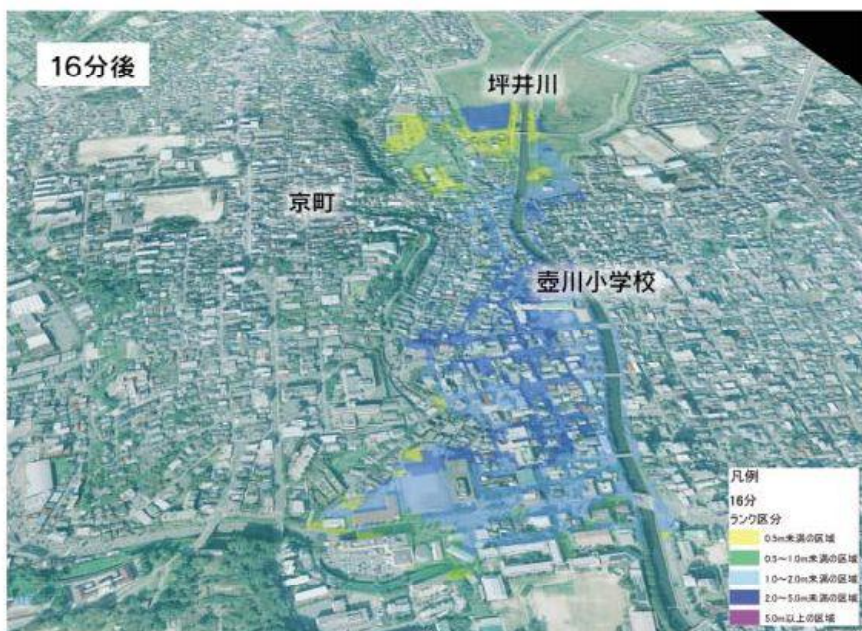 16分後
坪井川
京町
壺川小学校
凡例
16分
ランク区分
0.5m未満の区域
0.5~1.0m未満の区域
1.0~2.0m未満の区域
2.0~5.0m未満の区域
5.0m以上の区域